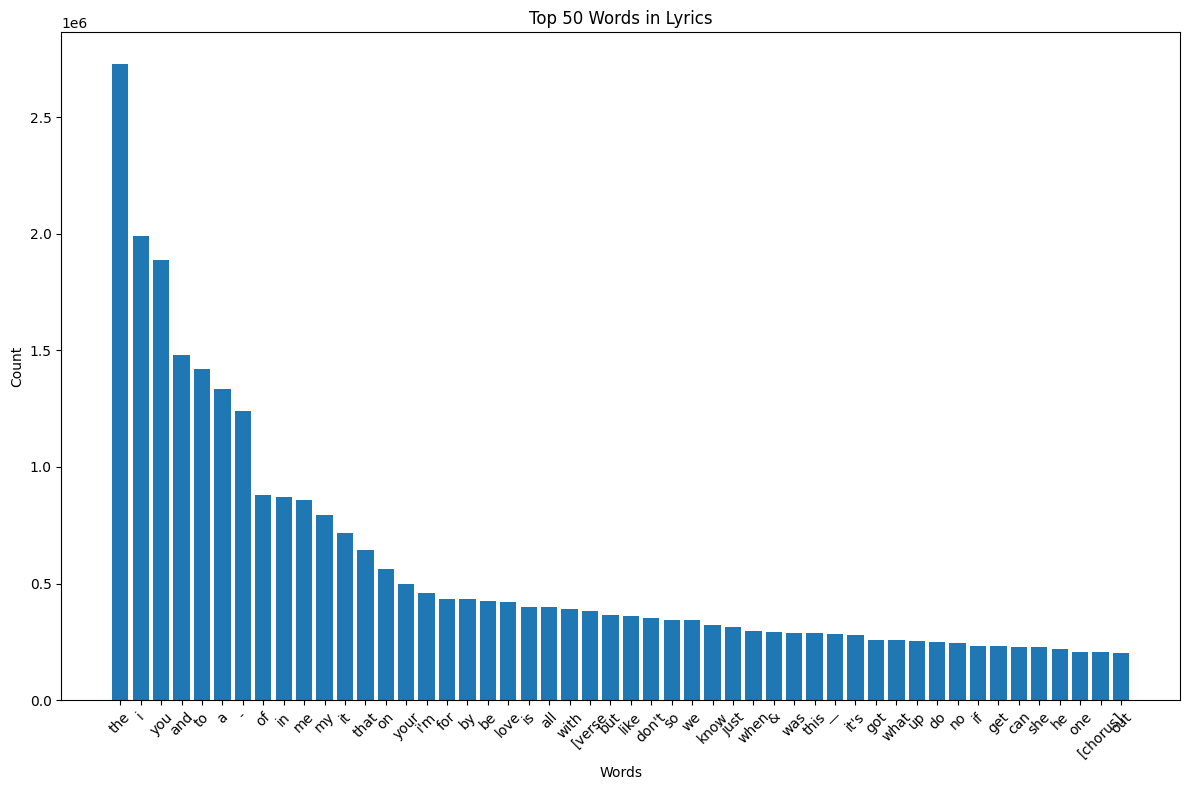 Top 50 Words in Lyrics
1e6
2.5
2.0
1.5
1.0
0.5
0.0
Count
the i you and to a - of in me my it that on your i'm for by be love is all with [verse but like don't so we know just when & was this — it's got what up do no if get can she he one [chorus] out
Words